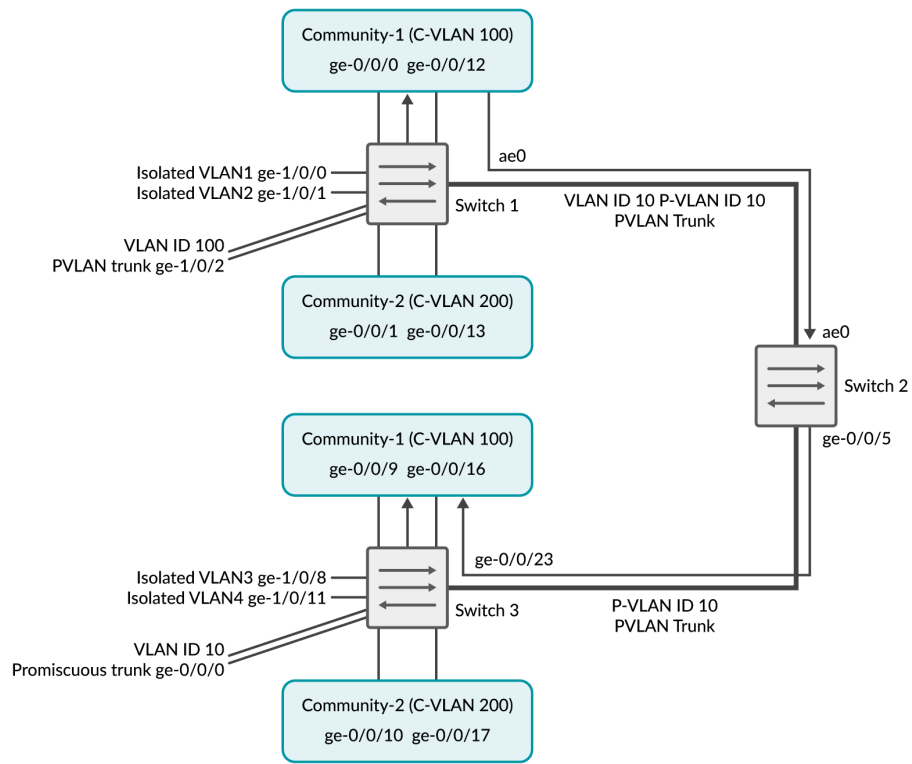 Community-1 (C-VLAN 100)
ge-0/0/0 ge-0/0/12
ae0
Isolated VLAN1 ge-1/0/0
Isolated VLAN2 ge-1/0/1
Switch 1
VLAN ID 10 P-VLAN ID 10
PVLAN Trunk
VLAN ID 100
PVLAN trunk ge-1/0/2
Community-2 (C-VLAN 200)
ge-0/0/1 ge-0/0/13
ae0
Switch 2
ge-0/0/5
Community-1 (C-VLAN 100)
ge-0/0/9 ge-0/0/16
ge-0/0/23
Isolated VLAN3 ge-1/0/8
Isolated VLAN4 ge-1/0/11
Switch 3
P-VLAN ID 10
PVLAN Trunk
VLAN ID 10
Promiscuous trunk ge-0/0/0
Community-2 (C-VLAN 200)
ge-0/0/10 ge-0/0/17